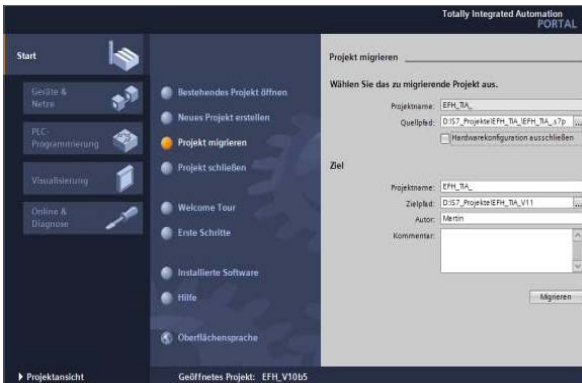 Totally Integrated Automation
PORTAL
Start
Geräte &
Netze
PLC-
Programmierung
Visualisierung
Online &
Diagnose
Bestehendes Projekt öffnen
Neues Projekt erstellen
Projekt migrieren
Projekt schließen
Welcome Tour
Erste Schritte
Installierte Software
Hilfe
Oberflächensprache
Projekt migrieren
Wählen Sie das zu migrierende Projekt aus.
Projektname: EFH_TIA_
Quellpfad: D:\S7_Projekte\EFH_TIA_\EFH_TIA_.s7p ...
Hardwarekonfiguration ausschließen
Ziel
Projektname: EFH_TIA_
Zielpfad: D:\S7_Projekte\EFH_TIA_V11 ...
Autor: Martin
Kommentar:
Migrieren
Projektansicht
Geöffnetes Projekt: EFH_V10b5